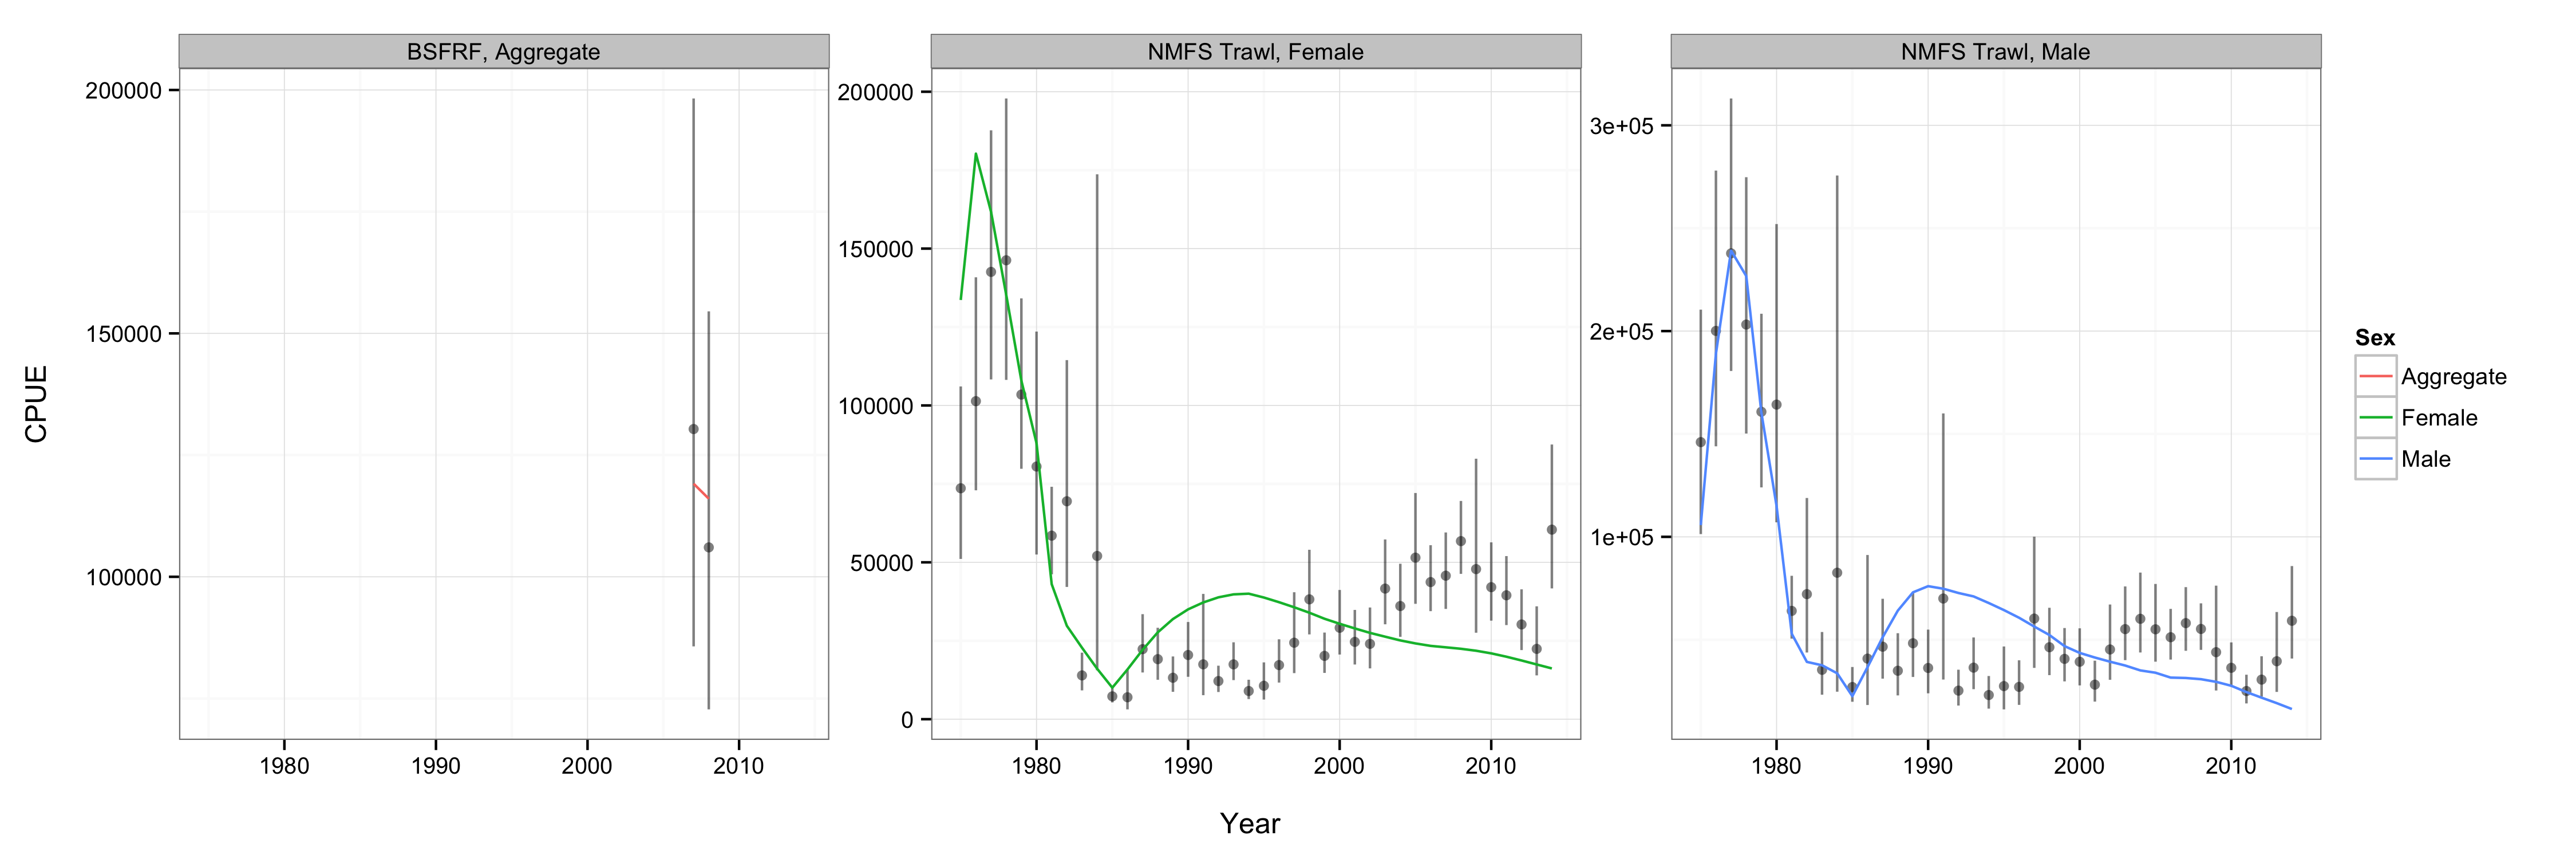 BSFRF, Aggregate
NMFS Trawl, Female
NMFS Trawl, Male
CPUE
200000
150000
100000
200000
150000
100000
50000
0
3e+05
2e+05
1e+05
1980 1990 2000 2010
1980 1990 2000 2010
1980 1990 2000 2010
Year
Sex
Aggregate
Female
Male